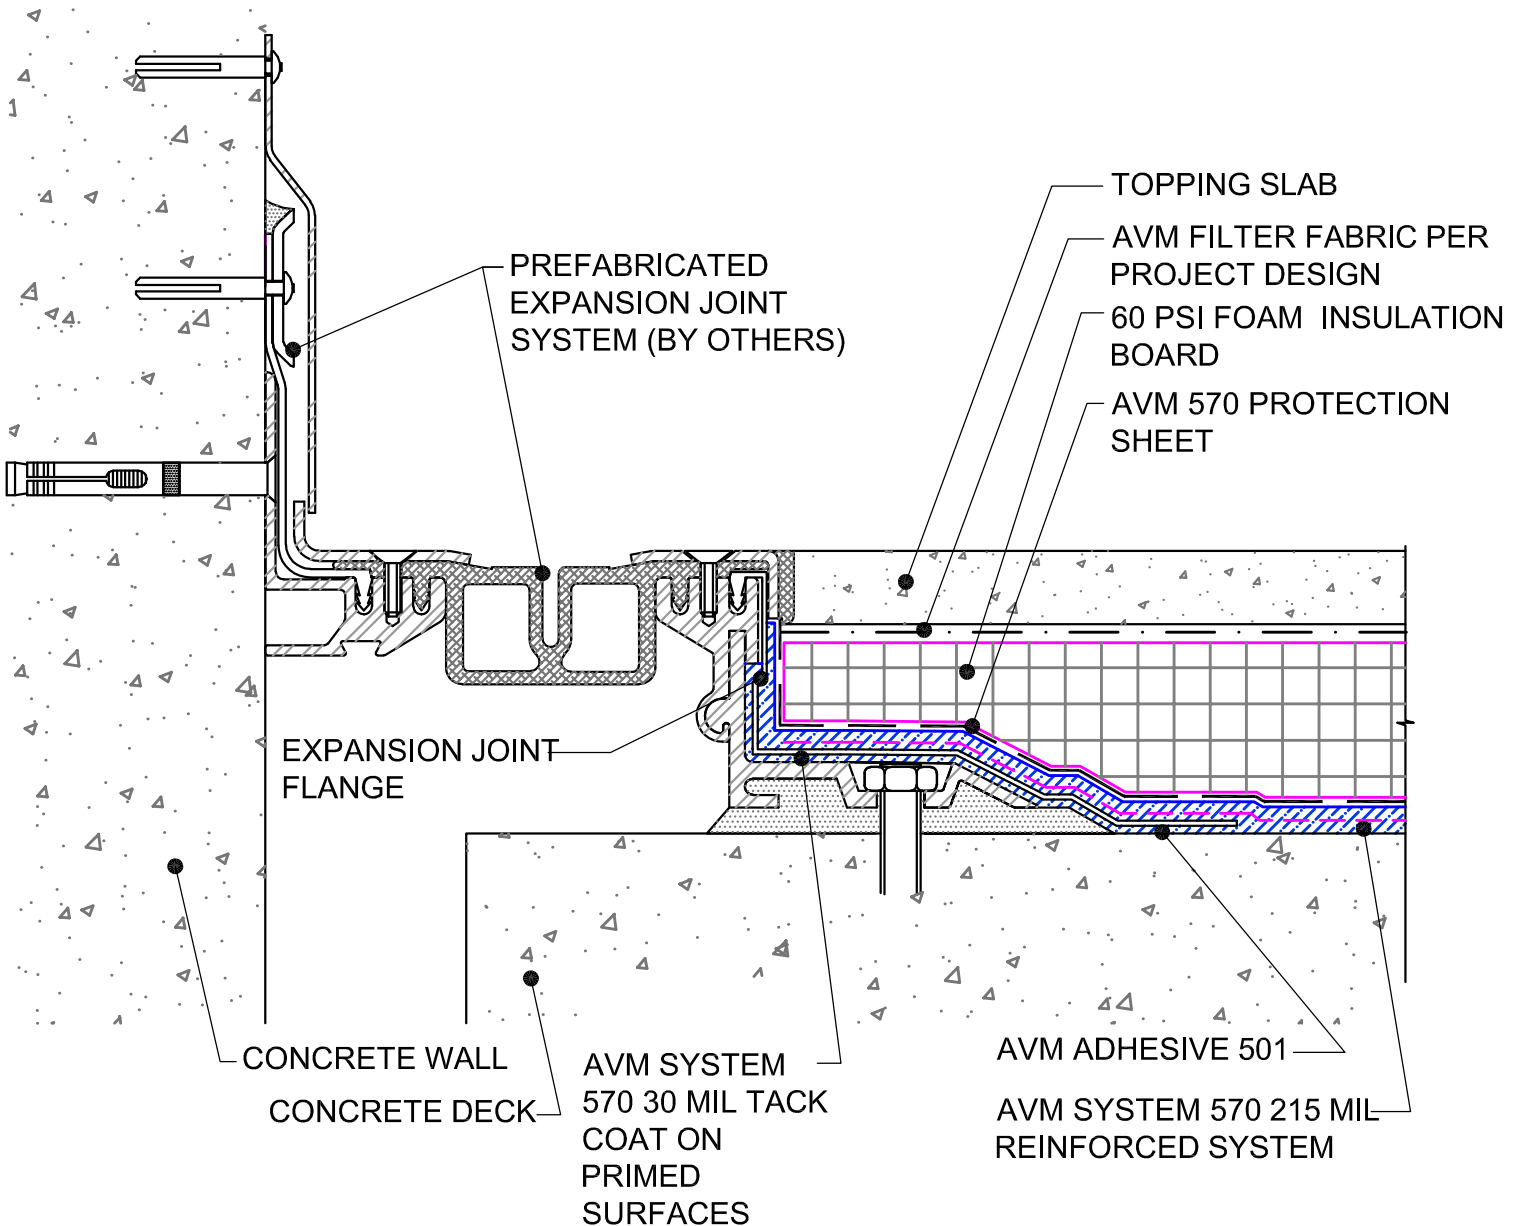 TOPPING SLAB
AVM FILTER FABRIC PER
PROJECT DESIGN
60 PSI FOAM INSULATION
BOARD
AVM 570 PROTECTION
SHEET
PREFABRICATED
EXPANSION JOINT
SYSTEM (BY OTHERS)
EXPANSION JOINT
FLANGE
CONCRETE WALL
CONCRETE DECK
AVM SYSTEM
570 30 MIL TACK
COAT ON
PRIMED
SURFACES
AVM ADHESIVE 501
AVM SYSTEM 570 215 MIL
REINFORCED SYSTEM